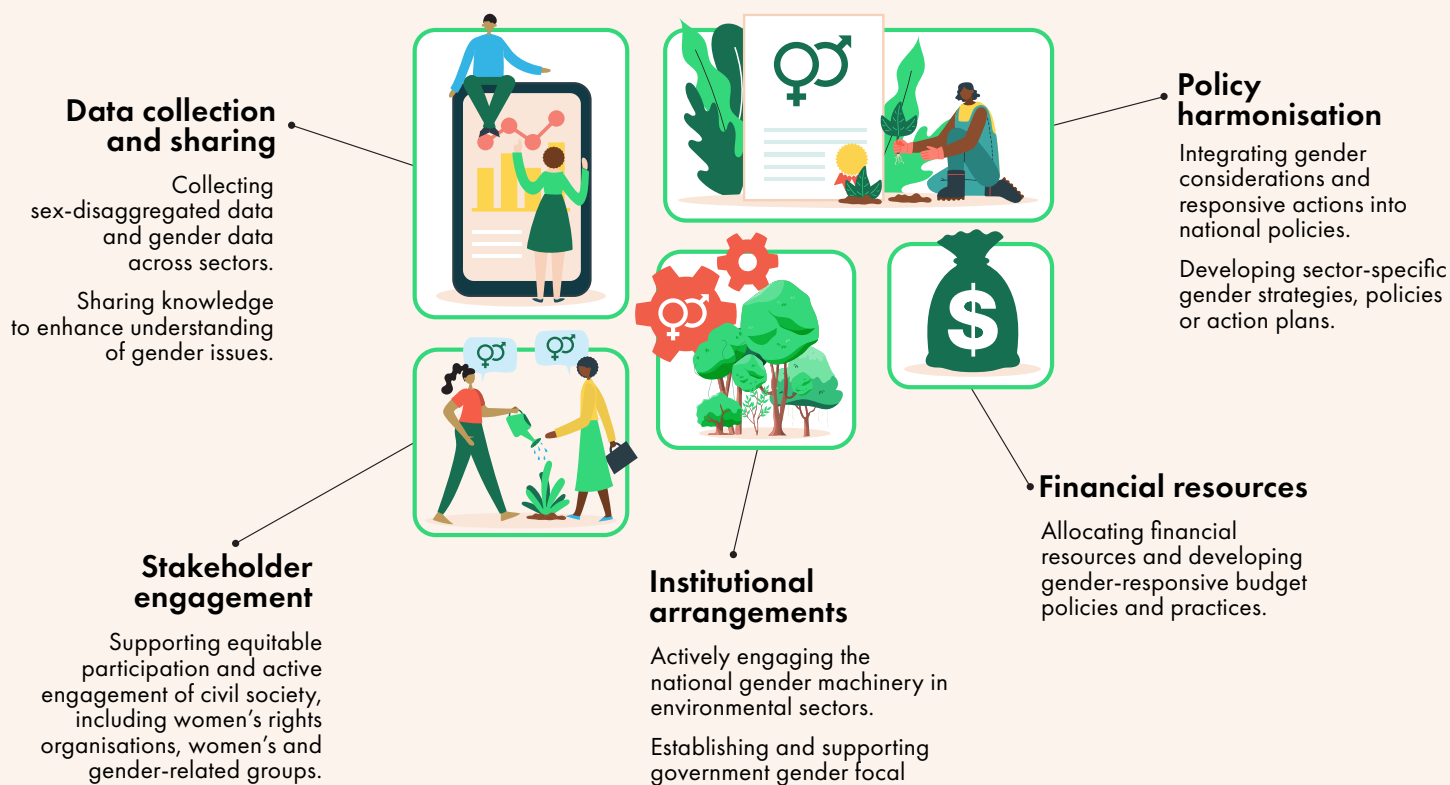 Data collection
and sharing
Collecting
sex-disaggregated data
and gender data
across sectors.
Sharing knowledge
to enhance understanding
of gender issues.
Policy
harmonisation
Integrating gender
considerations and
responsive actions into
national policies.
Developing sector-specific
gender strategies, policies
or action plans.
$
Financial resources
Allocating financial
resources and developing
gender-responsive budget
policies and practices.
Stakeholder
engagement
Supporting equitable
participation and active
engagement of civil society,
including women’s rights
organisations, women’s and
gender-related groups.
Institutional
arrangements
Actively engaging the
national gender machinery in
environmental sectors.
Establishing and supporting
government gender focal